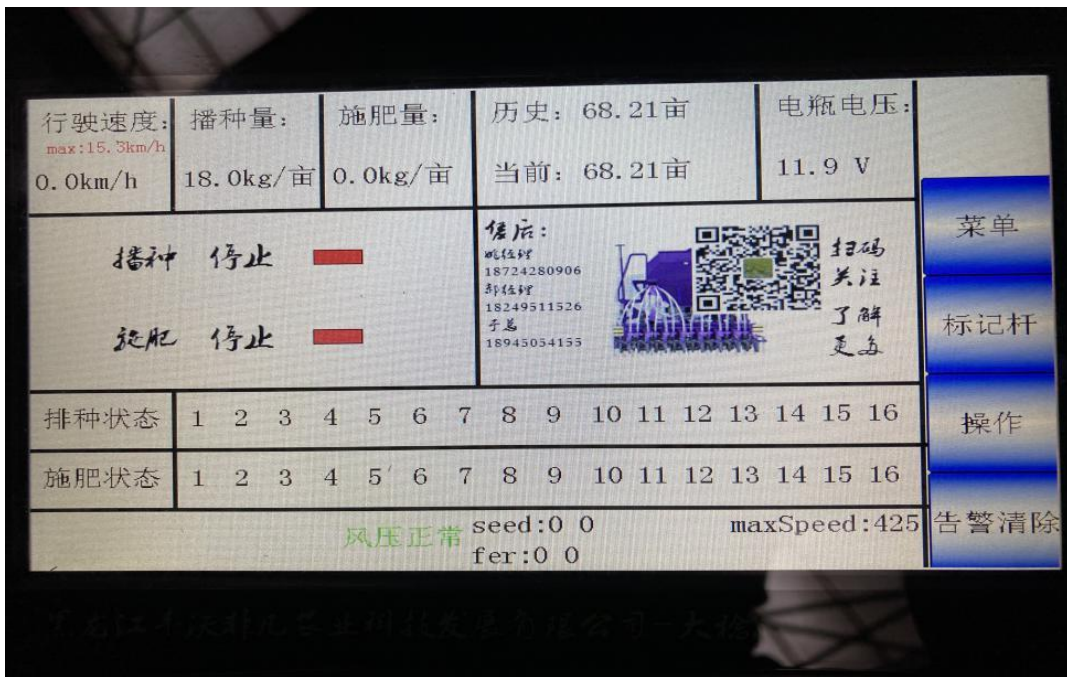 行驶速度:
max:15.3km/h
0.0km/h
播种量:
18.0kg/亩
施肥量:
0.0kg/亩
历史: 68.21亩
当前: 68.21亩
电瓶电压:
11.9 V
菜单
标记杆
操作
告警清除
播种 停止
施肥 停止
售后:
18724280906
18249511526
于总
18945054155
扫码
关注
了解
更多
排种状态 1 2 3 4 5 6 7 8 9 10 11 12 13 14 15 16
施肥状态 1 2 3 4 5 6 7 8 9 10 11 12 13 14 15 16
风压正常
seed:0 0
fer:0 0
maxSpeed:425